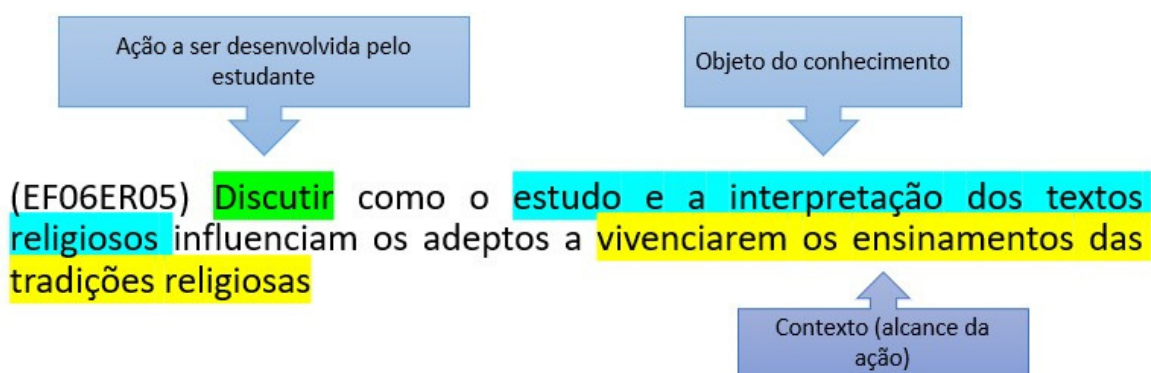 Ação a ser desenvolvida pelo
estudante
Objeto do conhecimento
(EF06ER05) Discutir como o estudo e a interpretação dos textos
religiosos influenciam os adeptos a vivenciarem os ensinamentos das
tradições religiosas
Contexto (alcance da
ação)